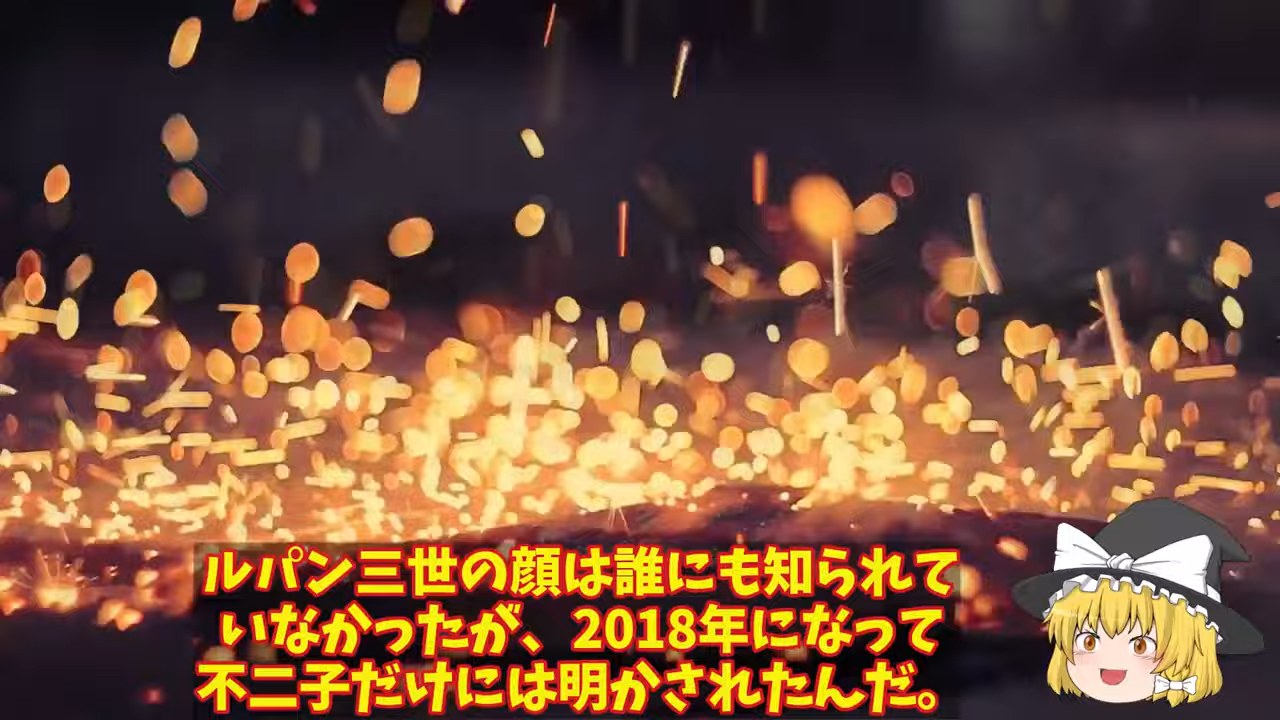 ルパン三世の顔は誰にも知られて
いなかったが、2018年になって
不二子だけには明かされたんだ。